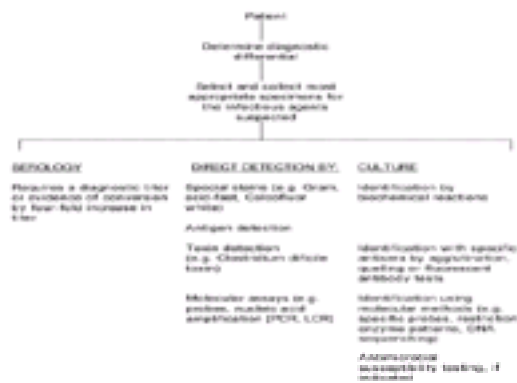 Patient
Determine diagnostic
differential
Select and collect most
appropriate specimens for
the infectious agents
suspected
SEROLOGY
Requires a diagnostic titer
or evidence of conversion
by four-fold increase in
titer
DIRECT DETECTION BY:
Special stains (e.g. Gram,
acid-fast, Calcofluor
white)
Antigen detection
Toxin detection
(e.g. Clostridium difficile
toxin)
Molecular assays (e.g.
probes, nucleic acid
amplification [PCR, LCR])
CULTURE
Identification by
biochemical reactions
Identification with specific
antisera by agglutination,
quellung or fluorescent
antibody tests
Identification using
molecular methods (e.g.
specific probes, restriction
enzyme patterns, DNA
sequencing)
Antimicrobial
susceptibility testing, if
indicated